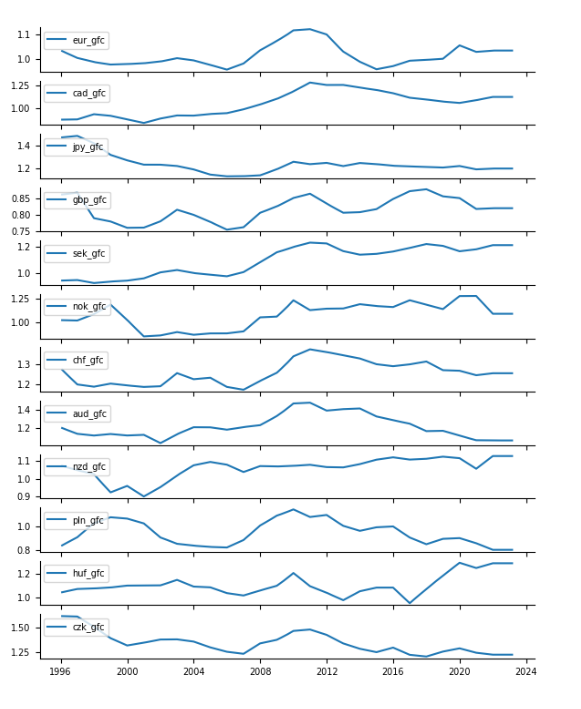 1.1
1.0
eur_gfc
1.25
1.00
cad_gfc
1.4
1.2
jpy_gfc
0.85
0.80
0.75
gbp_gfc
1.2
1.0
sek_gfc
1.25
1.00
nok_gfc
1.3
1.2
chf_gfc
1.4
1.2
aud_gfc
1.1
1.0
0.9
nzd_gfc
1.0
0.8
pln_gfc
1.2
1.0
huf_gfc
1.50
1.25
czk_gfc
1996 2000 2004 2008 2012 2016 2020 2024